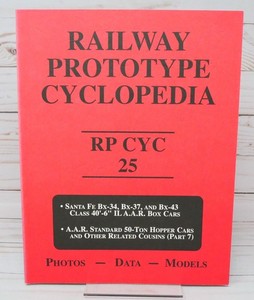 RAILWAY
PROTOTYPE
CYCLOPEDIA
RP CYC
25
• Santa Fe Bx-34, Bx-37, and Bx-43
Class 40'-6" IL A.A.R. Box Cars
• A.A.R. Standard 50-Ton Hopper Cars
and Other Related Cousins (Part 7)
Photos — Data — Models